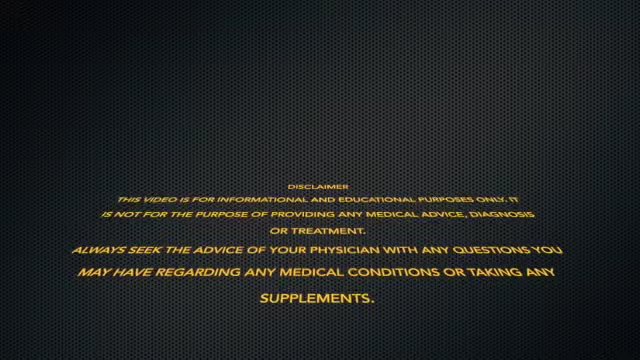 DISCLAIMER
THIS VIDEO IS FOR INFORMATIONAL AND EDUCATIONAL PURPOSES ONLY. IT
IS NOT FOR THE PURPOSE OF PROVIDING ANY MEDICAL ADVICE, DIAGNOSIS
OR TREATMENT.
ALWAYS SEEK THE ADVICE OF YOUR PHYSICIAN WITH ANY QUESTIONS YOU
MAY HAVE REGARDING ANY MEDICAL CONDITIONS OR TAKING ANY
SUPPLEMENTS.